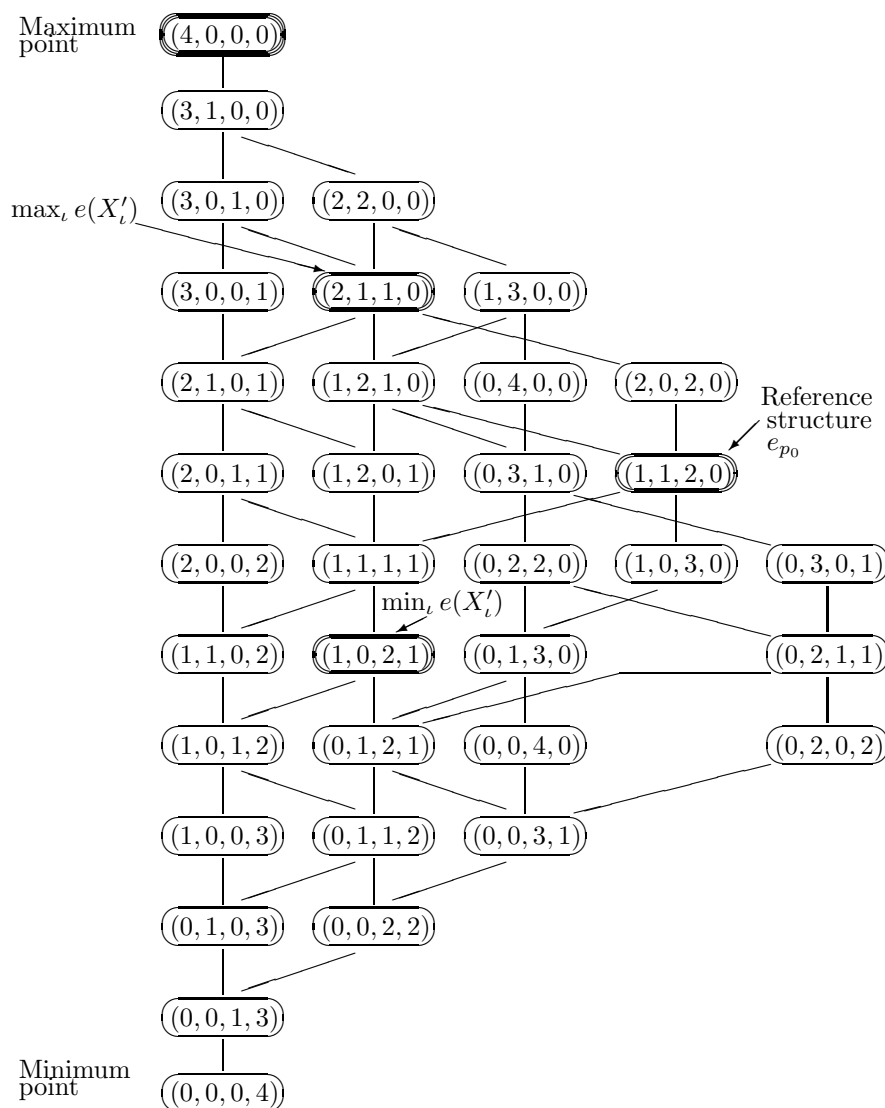 Maximum
point
(4,0,0,0)
(3,1,0,0)
(3,0,1,0) (2,2,0,0)
max_ι e(X′_ι)
(3,0,0,1) (2,1,1,0) (1,3,0,0)
(2,1,0,1) (1,2,1,0) (0,4,0,0) (2,0,2,0)
Reference
structure
e_{p_0}
(2,0,1,1) (1,2,0,1) (0,3,1,0) (1,1,2,0)
(2,0,0,2) (1,1,1,1) (0,2,2,0) (1,0,3,0) (0,3,0,1)
min_ι e(X′_ι)
(1,1,0,2) (1,0,2,1) (0,1,3,0) (0,2,1,1)
(1,0,1,2) (0,1,2,1) (0,0,4,0) (0,2,0,2)
(1,0,0,3) (0,1,1,2) (0,0,3,1)
(0,1,0,3) (0,0,2,2)
(0,0,1,3)
Minimum
point
(0,0,0,4)